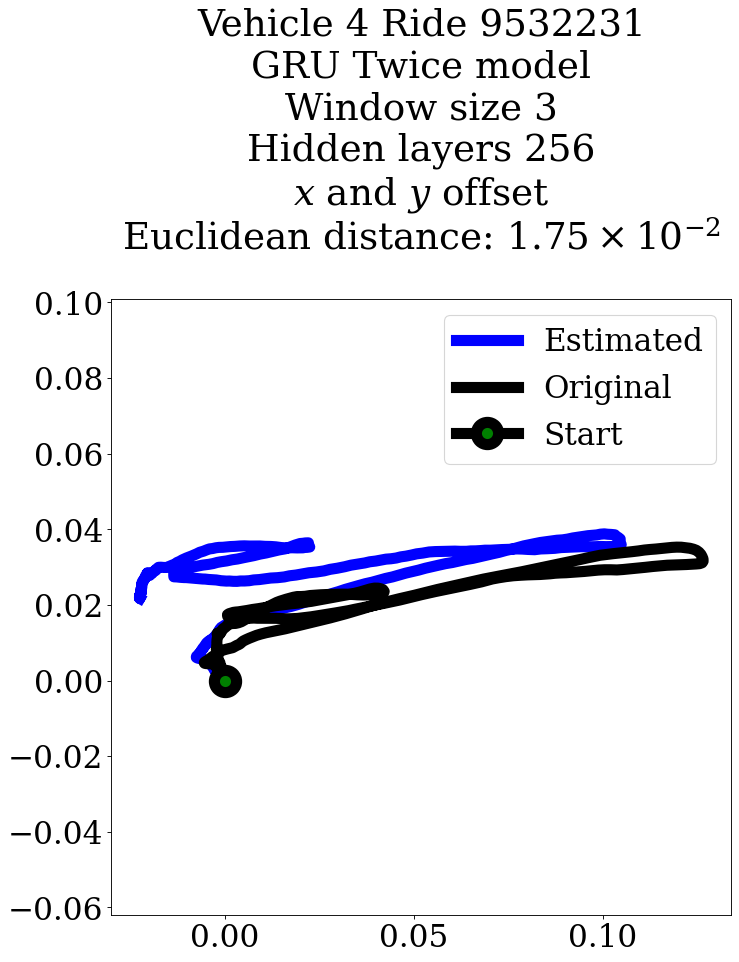 Vehicle 4 Ride 9532231
GRU Twice model
Window size 3
Hidden layers 256
x and y offset
Euclidean distance: 1.75 × 10⁻²
Estimated
Original
Start
0.10
0.08
0.06
0.04
0.02
0.00
−0.02
−0.04
−0.06
0.00 0.05 0.10